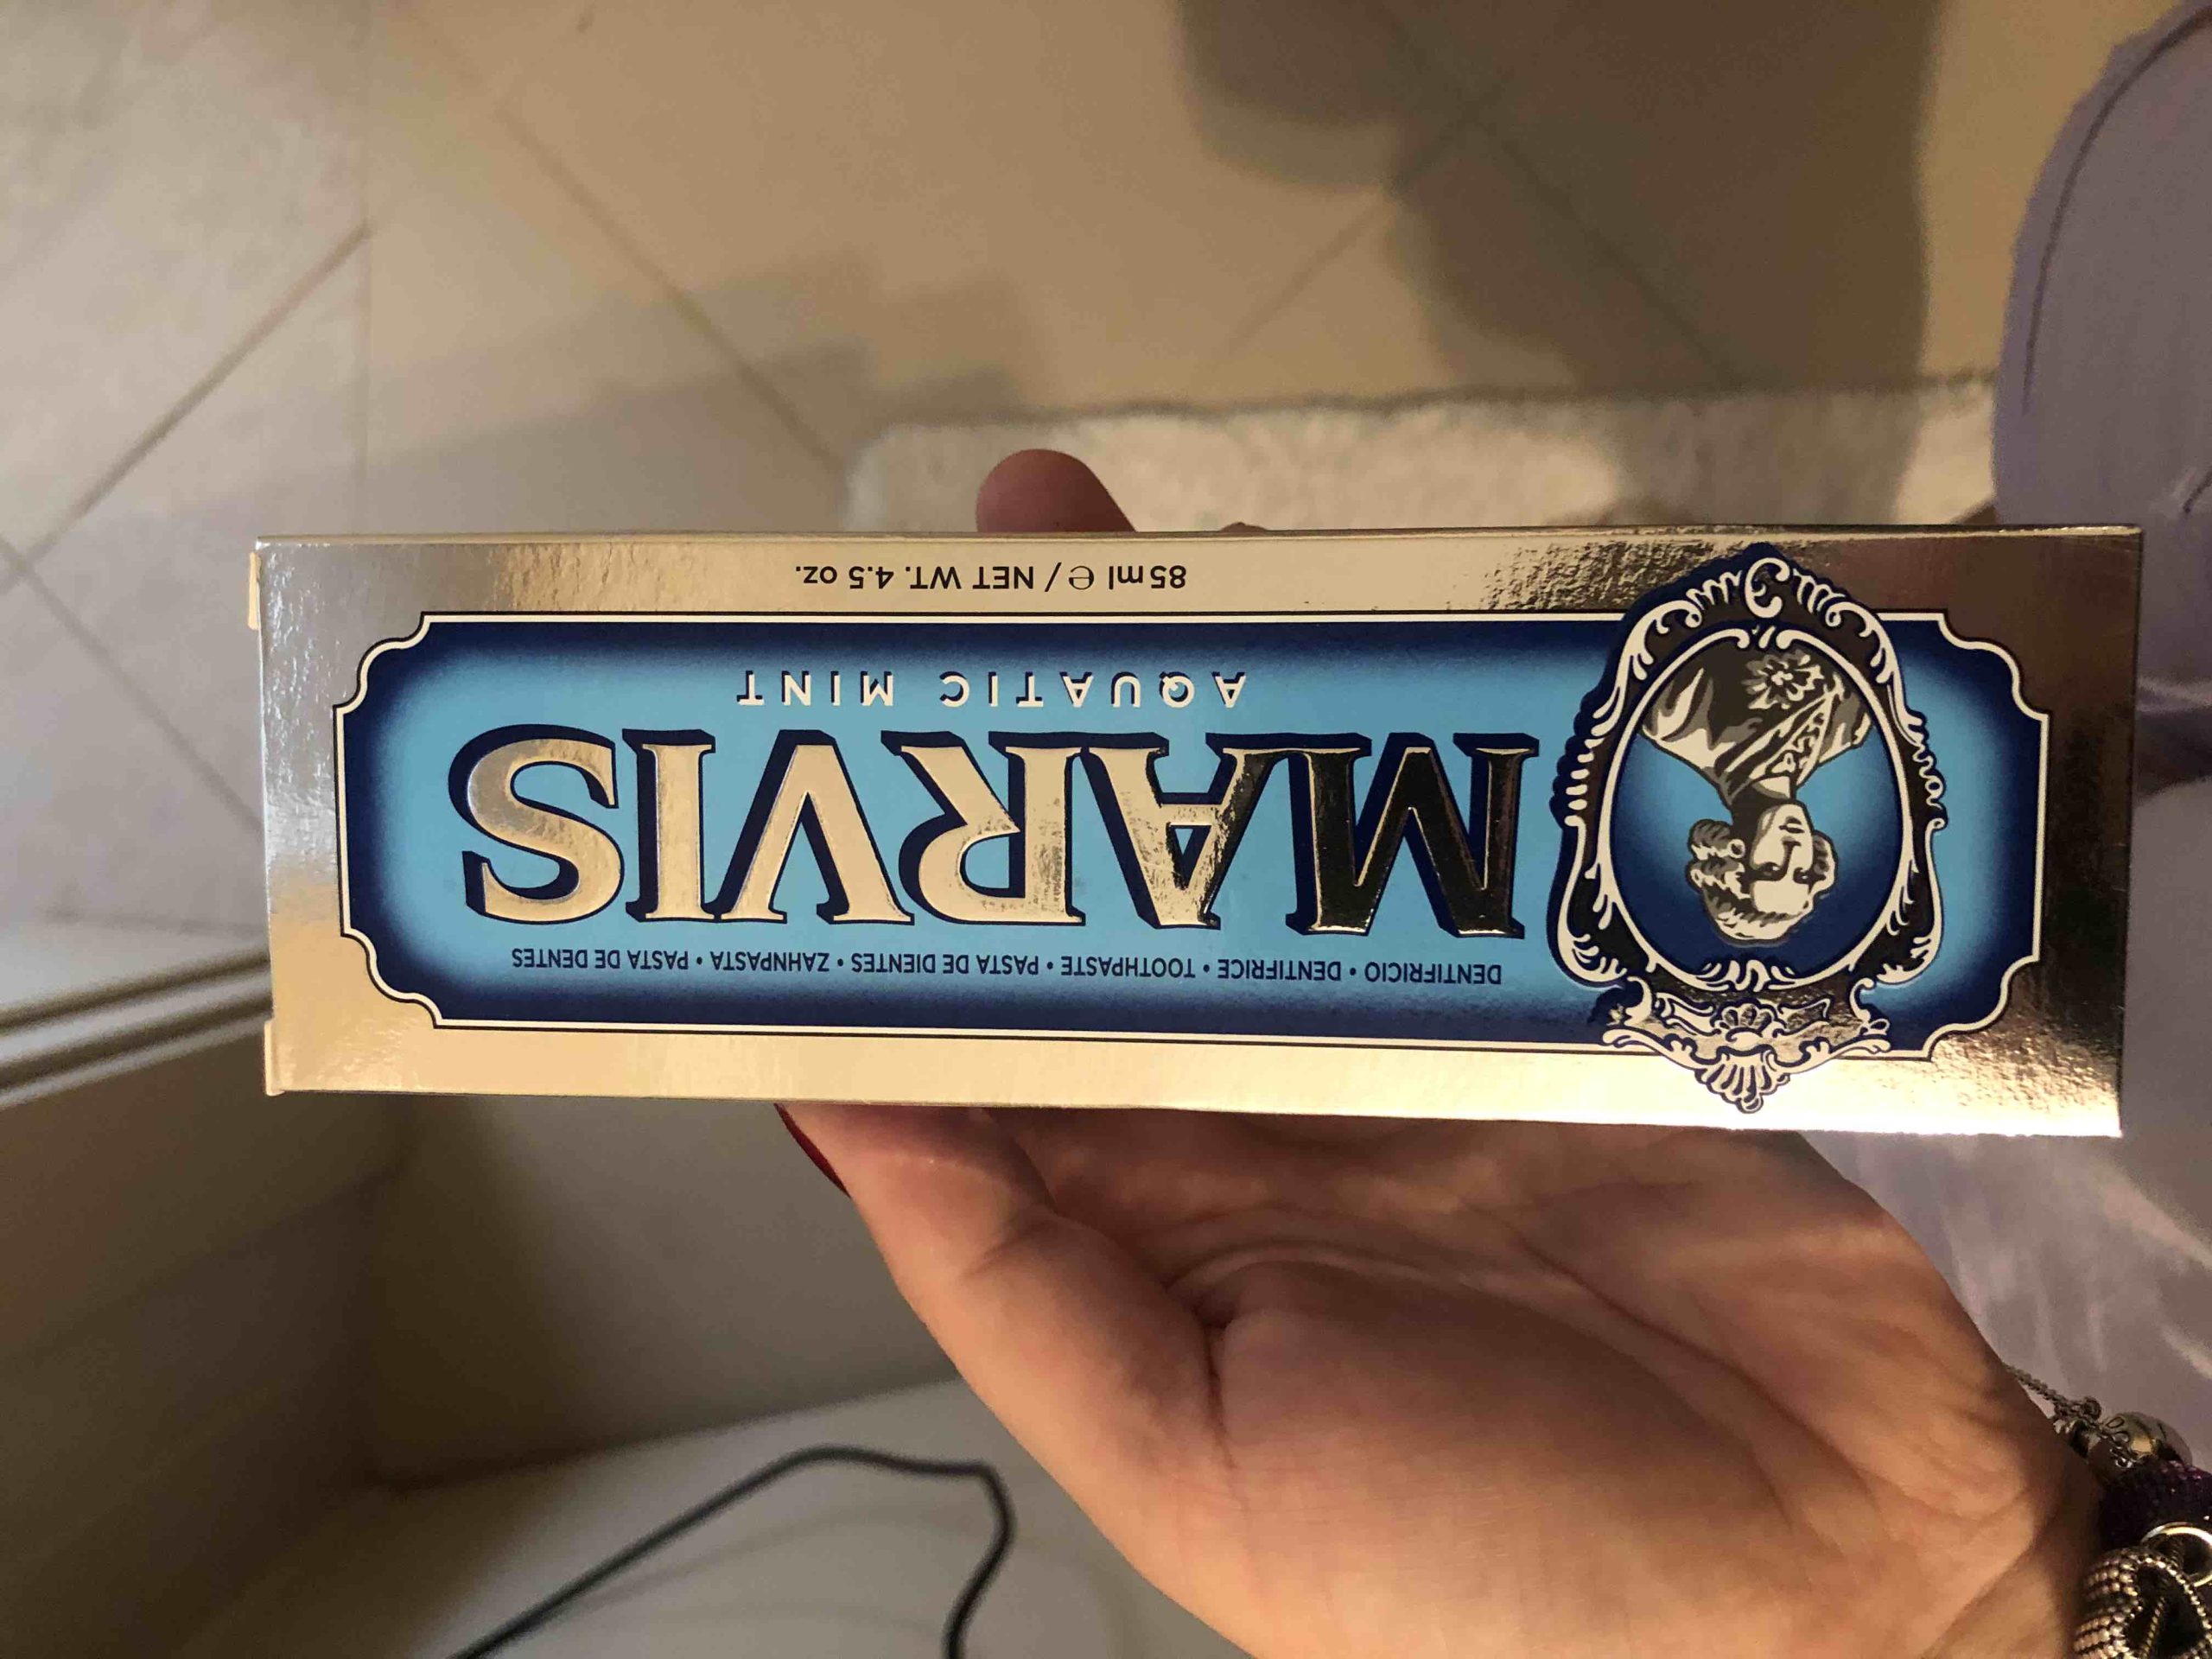 DENTIFRICIO • DENTIFRICE • TOOTHPASTE • PASTA DE DIENTES • ZAHNPASTA • PASTA DE DENTES
MARVIS
AQUATIC MINT
85 ml ℮ / NET WT. 4.5 oz.